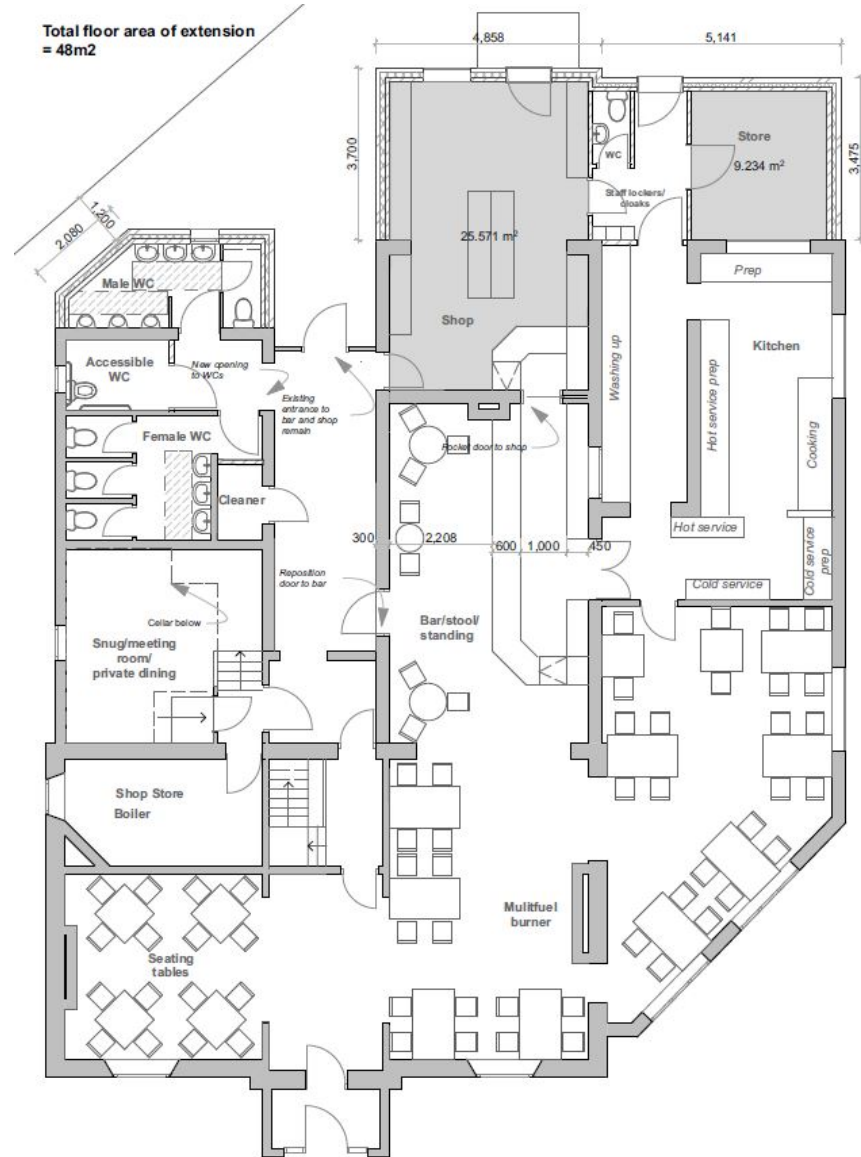 Total floor area of extension
= 48m2
4,858
5,141
3,700
3,475
Store
9.234 m²
WC
Staff lockers/
cloaks
1,200
2,080
25.571 m²
Male WC
Prep
Shop
Kitchen
Accessible
WC
New opening
to WCs
Existing
entrance to
bar and shop
remain
Washing up
Hot service prep
Cooking
Female WC
Pocket door to shop
Cleaner
Hot service
300
2,208
600
1,000
450
Cold service
prep
Reposition
door to bar
Cold service
Cellar below
Bar/stool/
standing
Snug/meeting
room/
private dining
Shop Store
Boiler
Mulitfuel
burner
Seating
tables